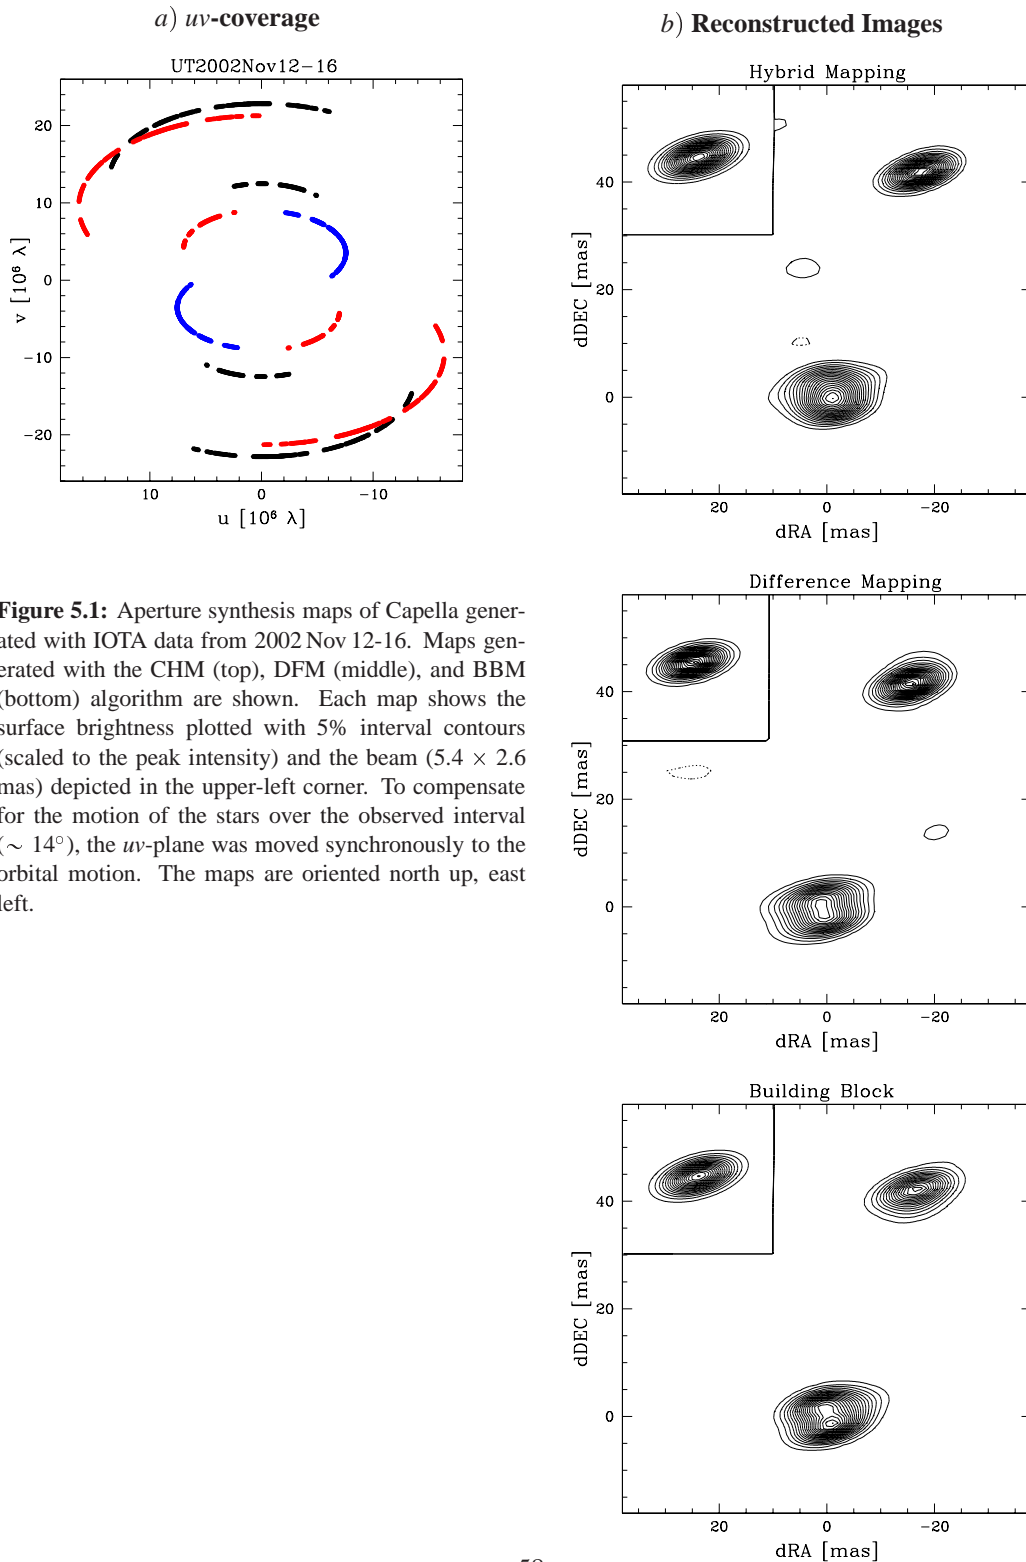 a) uv-coverage
b) Reconstructed Images
UT2002Nov12-16
20
10
0
-10
-20
v [10⁶ λ]
10
0
-10
u [10⁶ λ]
Hybrid Mapping
40
20
0
dDEC [mas]
20
0
-20
dRA [mas]
Figure 5.1: Aperture synthesis maps of Capella gener-
ated with IOTA data from 2002 Nov 12-16. Maps gen-
erated with the CHM (top), DFM (middle), and BBM
(bottom) algorithm are shown. Each map shows the
surface brightness plotted with 5% interval contours
(scaled to the peak intensity) and the beam (5.4 × 2.6
mas) depicted in the upper-left corner. To compensate
for the motion of the stars over the observed interval
(∼ 14°), the uv-plane was moved synchronously to the
orbital motion. The maps are oriented north up, east
left.
Difference Mapping
40
20
0
dDEC [mas]
20
0
-20
dRA [mas]
Building Block
40
20
0
dDEC [mas]
20
0
-20
dRA [mas]